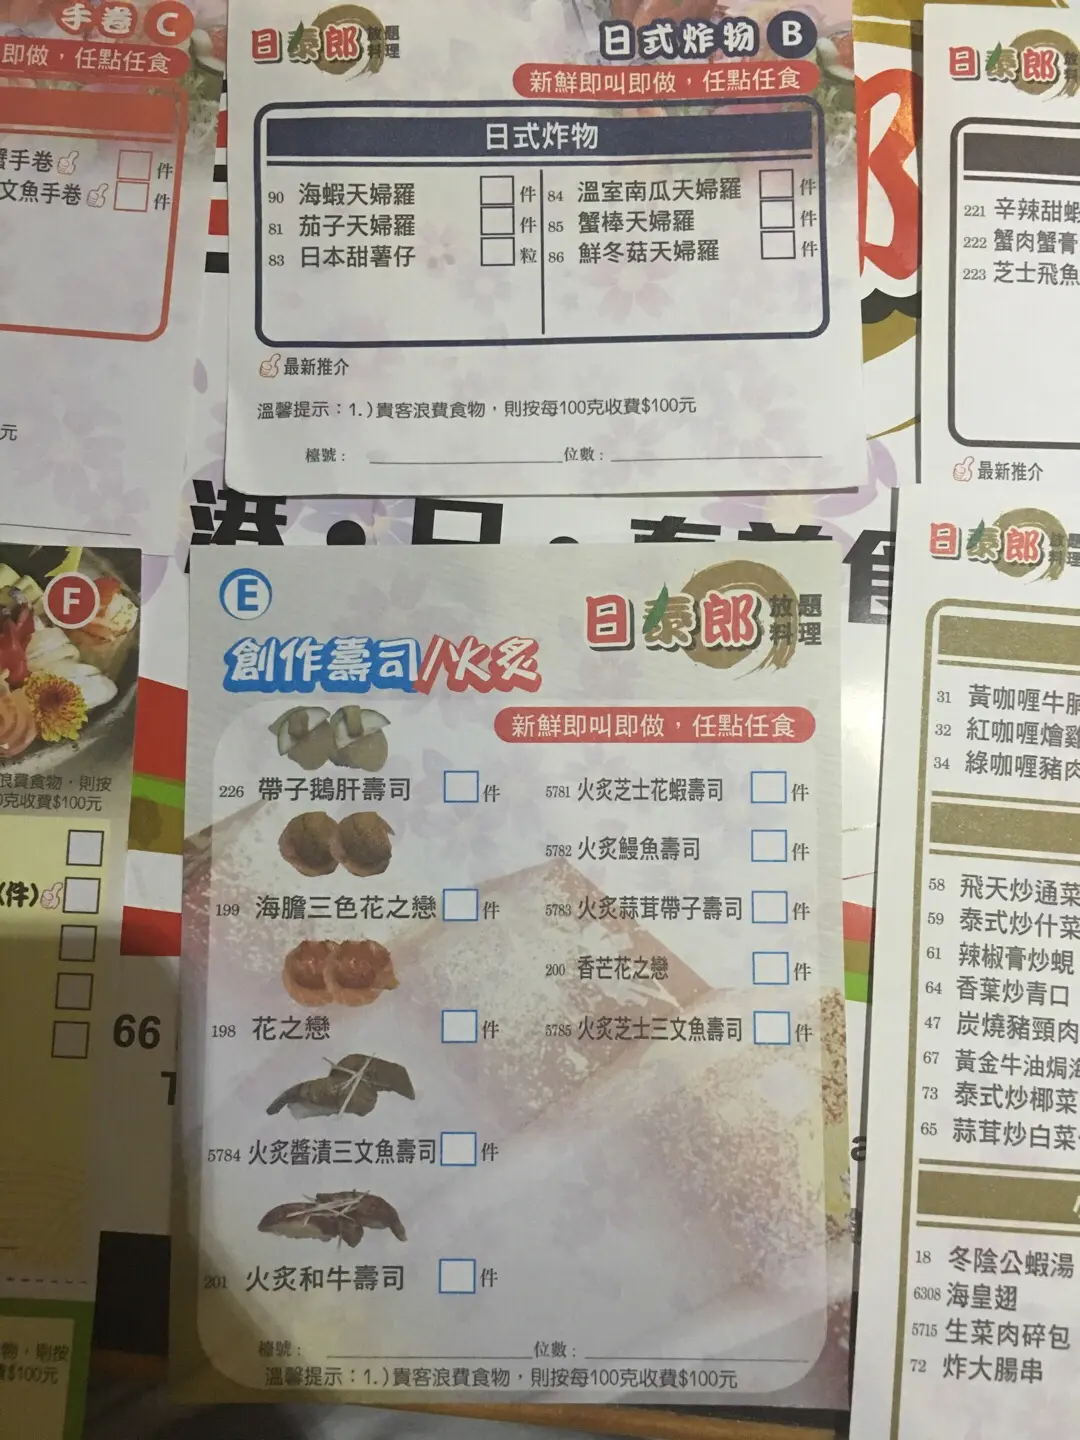 手卷 C
即做，任點任食
手卷
件
文魚手卷
件
元
日泰郎 放題料理
日式炸物 B
新鮮即叫即做，任點任食
日式炸物
90 海蝦天婦羅 件
81 茄子天婦羅 件
83 日本甜薯仔 粒
84 溫室南瓜天婦羅 件
85 蟹棒天婦羅 件
86 鮮冬菇天婦羅 件
最新推介
溫馨提示：1.)貴客浪費食物，則按每100克收費$100元
檯號： 位數：
日泰郎
221 辛辣甜蝦
222 蟹肉蟹膏
223 芝士飛魚
最新推介
港・日・泰美食
F
浪費食物，則按
克收費$100元
(件)
66
物，則按
$100元
E
創作壽司/火炙
日泰郎 放題料理
新鮮即叫即做，任點任食
226 帶子鵝肝壽司 件
199 海膽三色花之戀 件
198 花之戀 件
5784 火炙醬漬三文魚壽司 件
201 火炙和牛壽司 件
5781 火炙芝士花蝦壽司 件
5782 火炙鰻魚壽司 件
5783 火炙蒜茸帶子壽司 件
200 香芒花之戀 件
5785 火炙芝士三文魚壽司 件
檯號： 位數：
溫馨提示：1.)貴客浪費食物，則按每100克收費$100元
日泰郎 放題料理
31 黃咖喱牛腩
32 紅咖喱燴雞
34 綠咖喱豬肉
58 飛天炒通菜
59 泰式炒什菜
61 辣椒膏炒蜆
64 香葉炒青口
47 炭燒豬頸肉
67 黃金牛油焗海
73 泰式炒椰菜
65 蒜茸炒白菜
18 冬陰公蝦湯
6308 海皇翅
5715 生菜肉碎包
72 炸大腸串